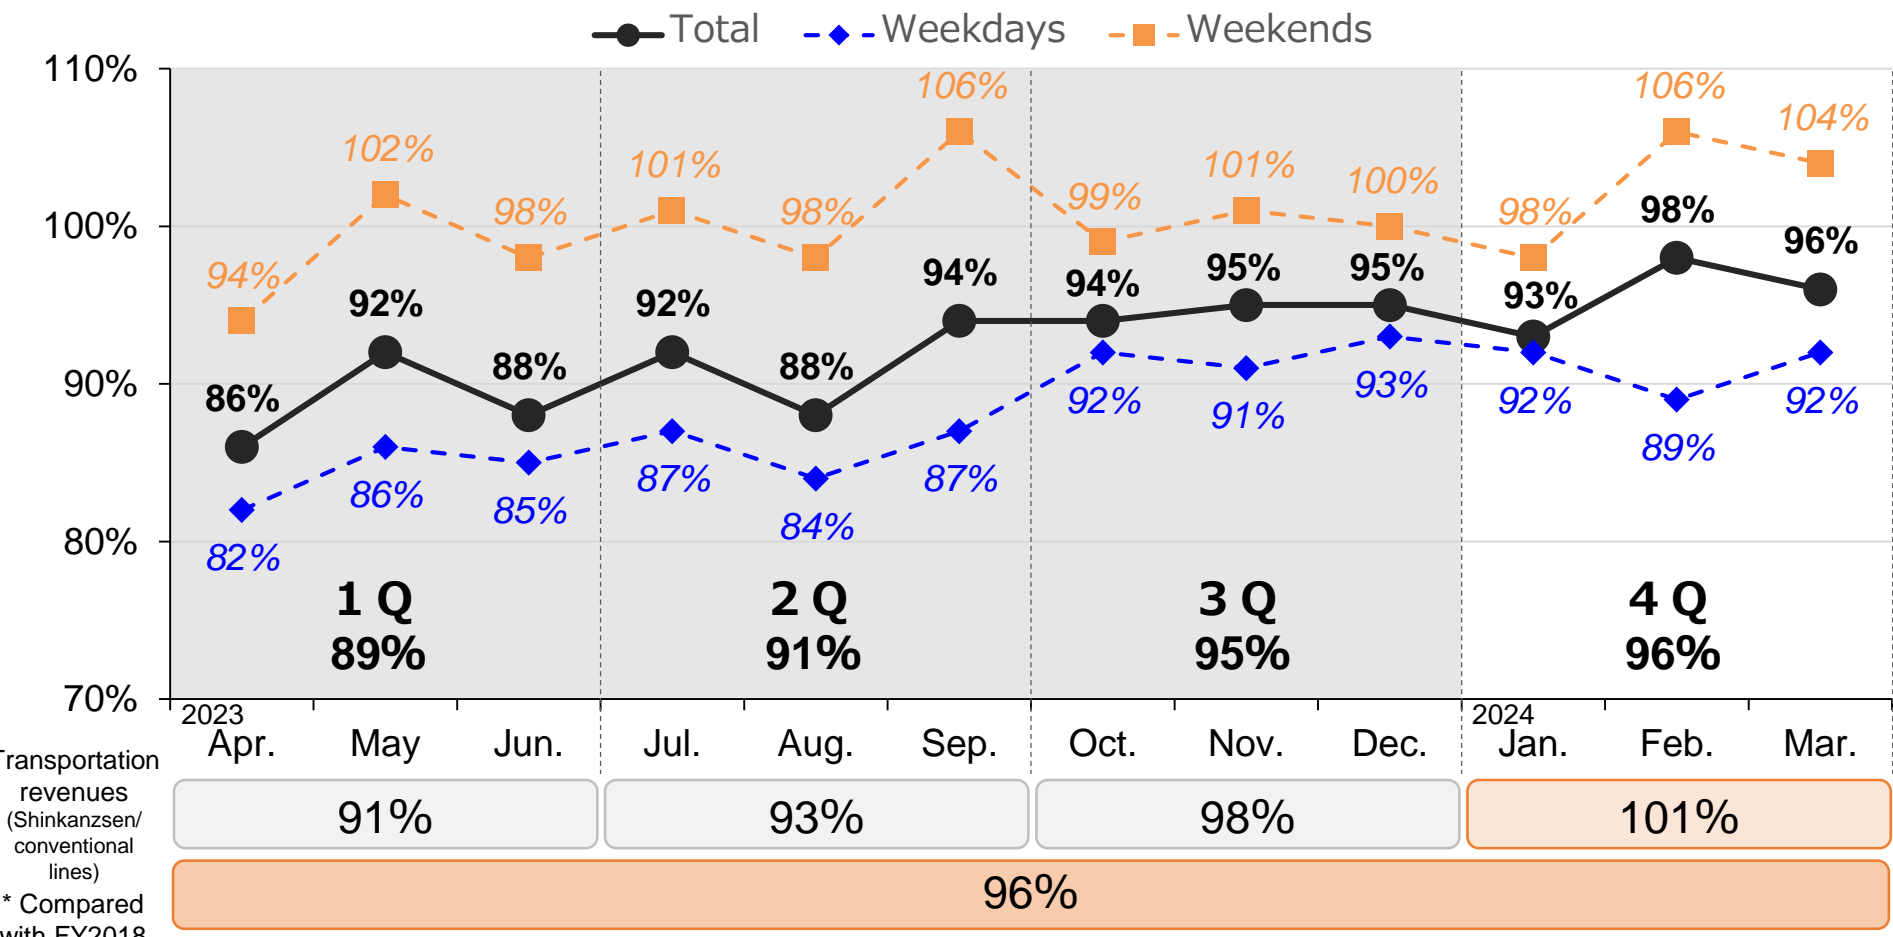 Total Weekdays Weekends
110%
100%
90%
80%
70%
94% 102% 98% 101% 98% 106% 99% 101% 100% 98% 106% 104%
86% 92% 88% 92% 88% 94% 94% 95% 95% 93% 98% 96%
82% 86% 85% 87% 84% 87% 92% 91% 93% 92% 89% 92%
1 Q 2 Q 3 Q 4 Q
89% 91% 95% 96%
2023 2024
Apr. May Jun. Jul. Aug. Sep. Oct. Nov. Dec. Jan. Feb. Mar.
Transportation
revenues
(Shinkanzsen/
conventional
lines)
* Compared
with FY2018
91% 93% 98% 101%
96%